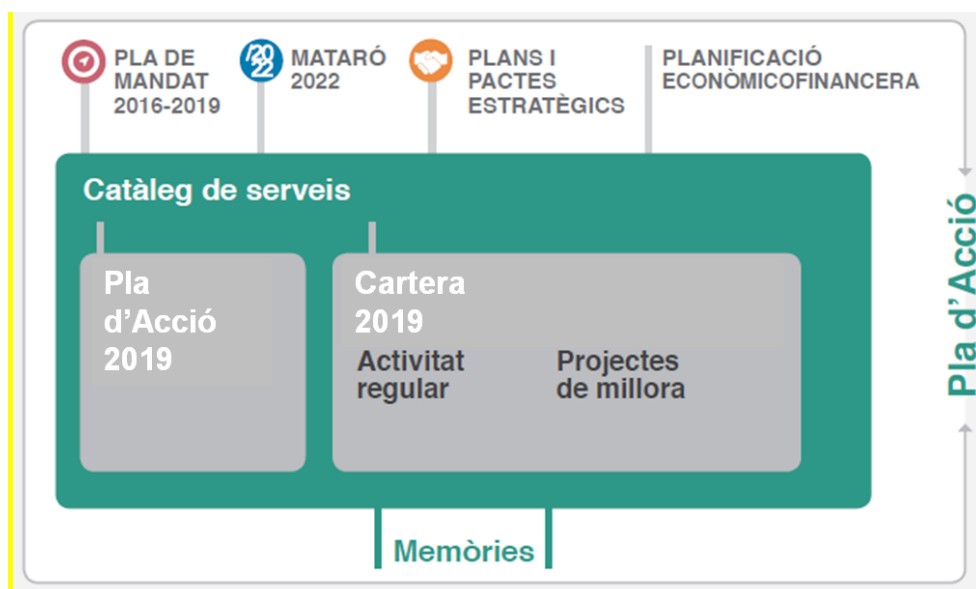 PLA DE
MANDAT
2016-2019
2022
MATARÓ
2022
PLANS I
PACTES
ESTRATÈGICS
PLANIFICACIÓ
ECONÒMICOFINANCERA
Catàleg de serveis
Pla
d’Acció
2019
Cartera
2019
Activitat
regular
Projectes
de millora
Memòries
Pla d’Acció